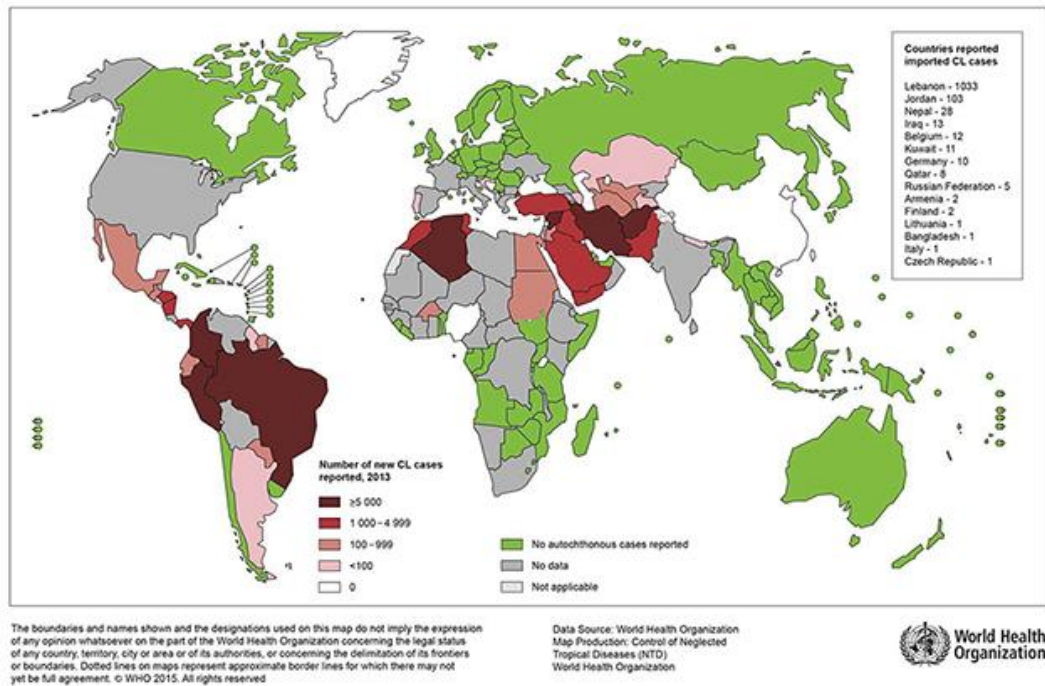 Countries reported
imported CL cases
Lebanon - 1033
Jordan - 103
Nepal - 28
Iraq - 13
Belgium - 12
Kuwait - 11
Germany - 10
Qatar - 8
Russian Federation - 5
Armenia - 2
Finland - 2
Lithuania - 1
Bangladesh - 1
Italy - 1
Czech Republic - 1
Number of new CL cases
reported, 2013
≥5 000
1 000 – 4 999
100 – 999
<100
0
No autochthonous cases reported
No data
Not applicable
The boundaries and names shown and the designations used on this map do not imply the expression
of any opinion whatsoever on the part of the World Health Organization concerning the legal status
of any country, territory, city or area or of its authorities, or concerning the delimitation of its frontiers
or boundaries. Dotted lines on maps represent approximate border lines for which there may not
yet be full agreement. © WHO 2015. All rights reserved
Data Source: World Health Organization
Map Production: Control of Neglected
Tropical Diseases (NTD)
World Health Organization
World Health
Organization